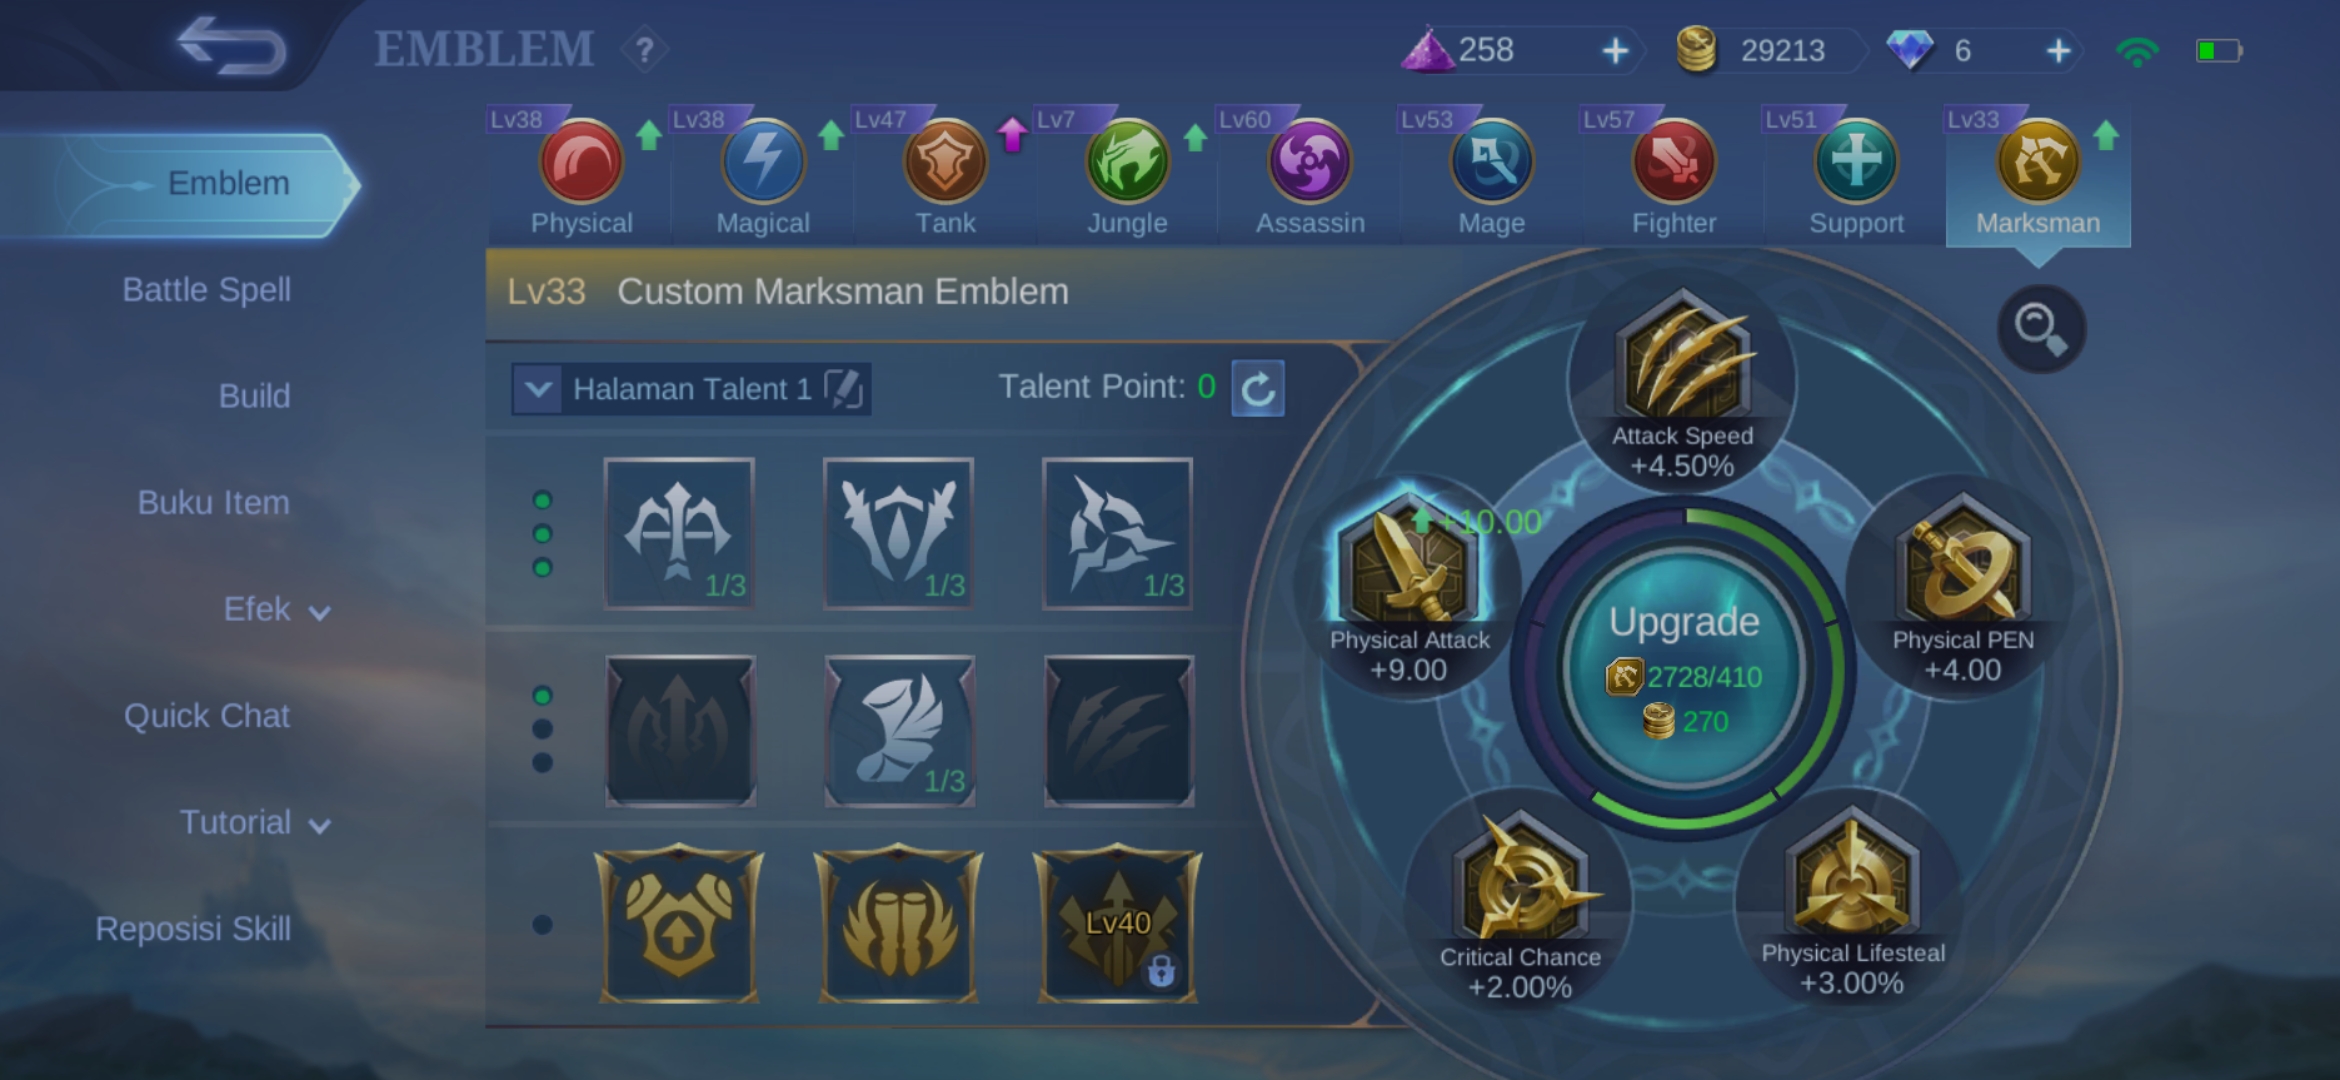 EMBLEM ?
258
29213
6
Lv38
Lv38
Lv47
Lv7
Lv60
Lv53
Lv57
Lv51
Lv33
Physical
Magical
Tank
Jungle
Assassin
Mage
Fighter
Support
Marksman
Emblem
Battle Spell
Build
Buku Item
Efek
Quick Chat
Tutorial
Reposisi Skill
Lv33 Custom Marksman Emblem
Halaman Talent 1
Talent Point: 0
1/3
1/3
1/3
1/3
Lv40
Attack Speed
+4.50%
+10.00
Physical Attack
+9.00
Physical PEN
+4.00
Upgrade
2728/410
270
Critical Chance
+2.00%
Physical Lifesteal
+3.00%